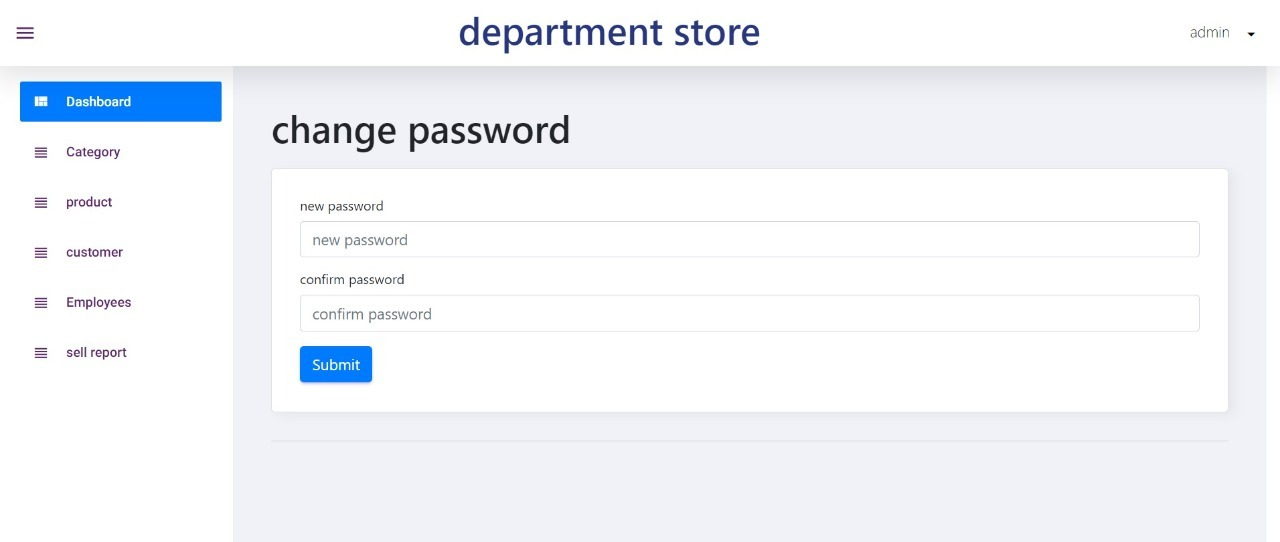 department store
admin
Dashboard
Category
product
customer
Employees
sell report
change password
new password
new password
confirm password
confirm password
Submit